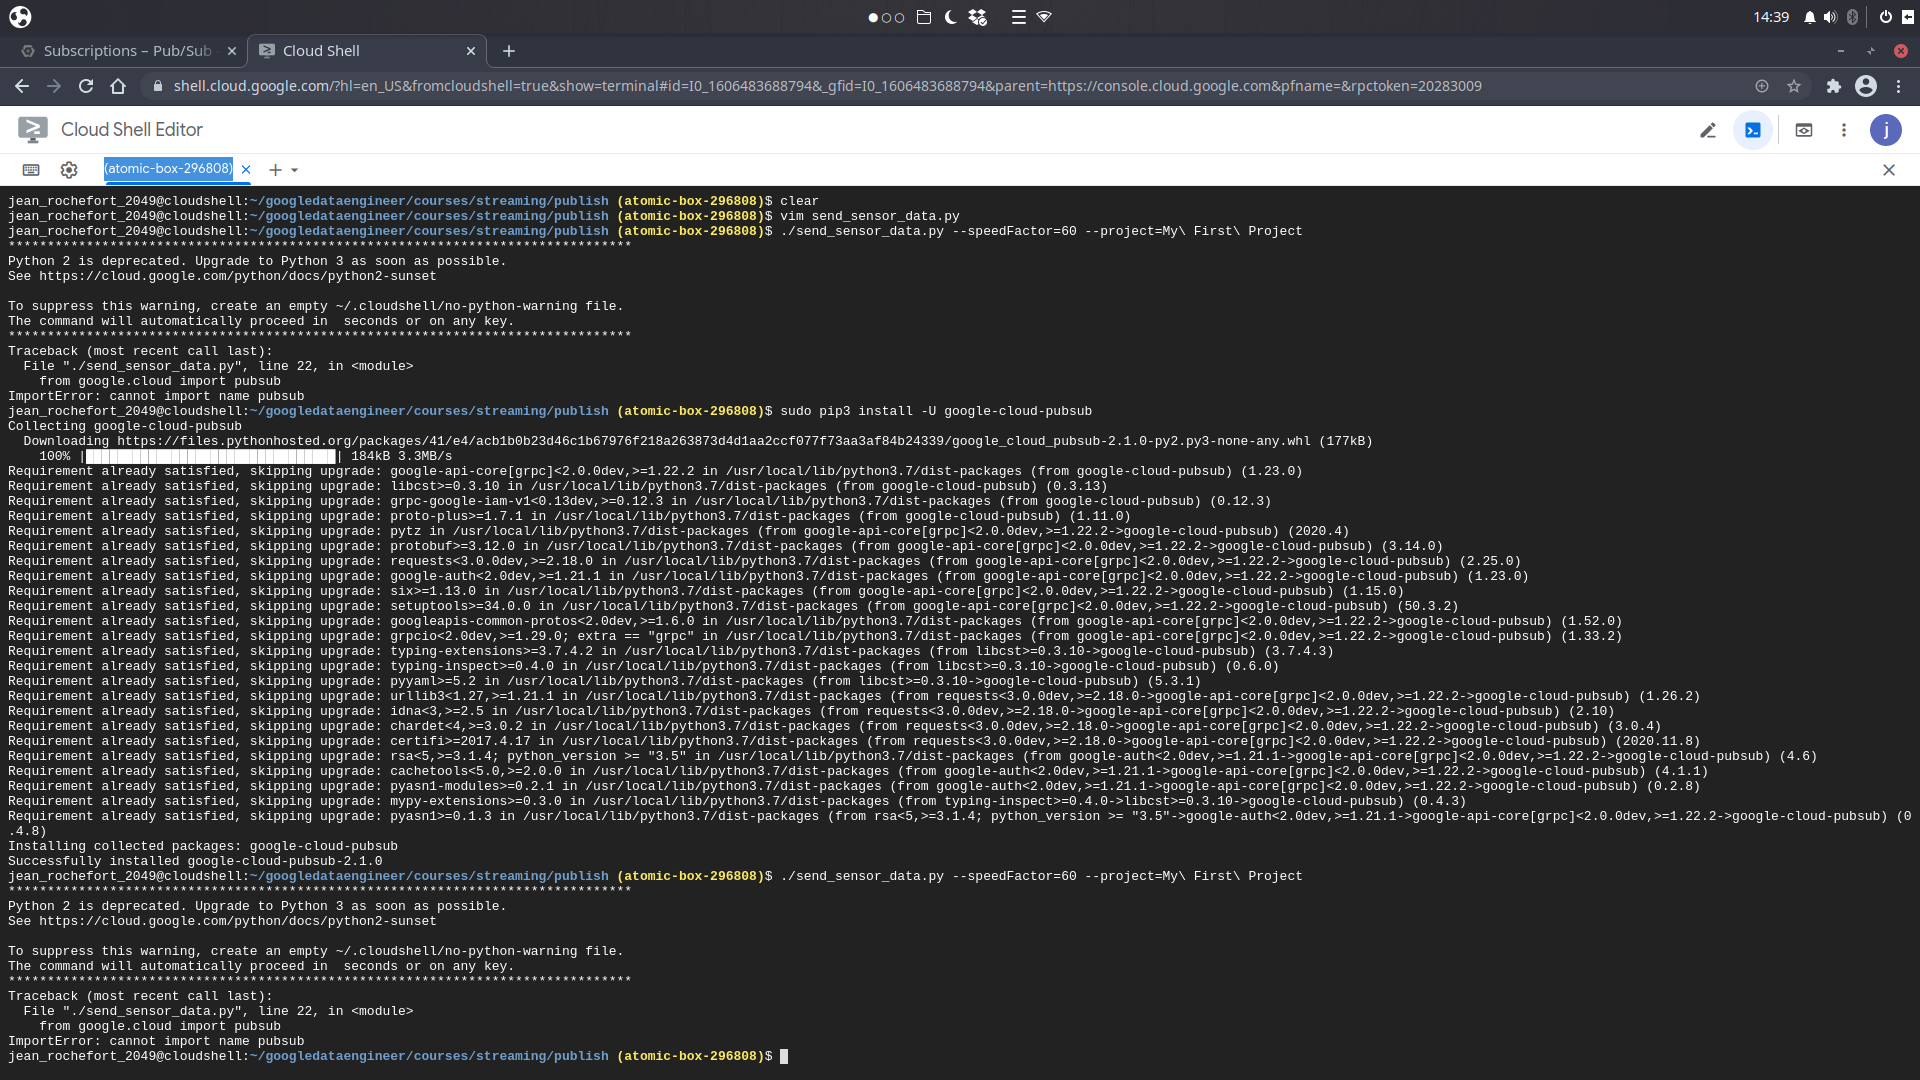 14:39
Subscriptions – Pub/Sub
Cloud Shell
shell.cloud.google.com/?hl=en_US&fromcloudshell=true&show=terminal#id=I0_1606483688794&_gfid=I0_1606483688794&parent=https://console.cloud.google.com&pfname=&rpctoken=20283009
Cloud Shell Editor
j
(atomic-box-296808)
jean_rochefort_2049@cloudshell:~/googledataengineer/courses/streaming/publish (atomic-box-296808)$ clear
jean_rochefort_2049@cloudshell:~/googledataengineer/courses/streaming/publish (atomic-box-296808)$ vim send_sensor_data.py
jean_rochefort_2049@cloudshell:~/googledataengineer/courses/streaming/publish (atomic-box-296808)$ ./send_sensor_data.py --speedFactor=60 --project=My\ First\ Project
********************************************************************************
Python 2 is deprecated. Upgrade to Python 3 as soon as possible.
See https://cloud.google.com/python/docs/python2-sunset
To suppress this warning, create an empty ~/.cloudshell/no-python-warning file.
The command will automatically proceed in  seconds or on any key.
********************************************************************************
Traceback (most recent call last):
  File "./send_sensor_data.py", line 22, in <module>
    from google.cloud import pubsub
ImportError: cannot import name pubsub
jean_rochefort_2049@cloudshell:~/googledataengineer/courses/streaming/publish (atomic-box-296808)$ sudo pip3 install -U google-cloud-pubsub
Collecting google-cloud-pubsub
  Downloading https://files.pythonhosted.org/packages/41/e4/acb1b0b23d46c1b67976f218a263873d4d1aa2ccf077f73aa3af84b24339/google_cloud_pubsub-2.1.0-py2.py3-none-any.whl (177kB)
    100% |████████████████████████████████| 184kB 3.3MB/s
Requirement already satisfied, skipping upgrade: google-api-core[grpc]<2.0.0dev,>=1.22.2 in /usr/local/lib/python3.7/dist-packages (from google-cloud-pubsub) (1.23.0)
Requirement already satisfied, skipping upgrade: libcst>=0.3.10 in /usr/local/lib/python3.7/dist-packages (from google-cloud-pubsub) (0.3.13)
Requirement already satisfied, skipping upgrade: grpc-google-iam-v1<0.13dev,>=0.12.3 in /usr/local/lib/python3.7/dist-packages (from google-cloud-pubsub) (0.12.3)
Requirement already satisfied, skipping upgrade: proto-plus>=1.7.1 in /usr/local/lib/python3.7/dist-packages (from google-cloud-pubsub) (1.11.0)
Requirement already satisfied, skipping upgrade: pytz in /usr/local/lib/python3.7/dist-packages (from google-api-core[grpc]<2.0.0dev,>=1.22.2->google-cloud-pubsub) (2020.4)
Requirement already satisfied, skipping upgrade: protobuf>=3.12.0 in /usr/local/lib/python3.7/dist-packages (from google-api-core[grpc]<2.0.0dev,>=1.22.2->google-cloud-pubsub) (3.14.0)
Requirement already satisfied, skipping upgrade: requests<3.0.0dev,>=2.18.0 in /usr/local/lib/python3.7/dist-packages (from google-api-core[grpc]<2.0.0dev,>=1.22.2->google-cloud-pubsub) (2.25.0)
Requirement already satisfied, skipping upgrade: google-auth<2.0dev,>=1.21.1 in /usr/local/lib/python3.7/dist-packages (from google-api-core[grpc]<2.0.0dev,>=1.22.2->google-cloud-pubsub) (1.23.0)
Requirement already satisfied, skipping upgrade: six>=1.13.0 in /usr/local/lib/python3.7/dist-packages (from google-api-core[grpc]<2.0.0dev,>=1.22.2->google-cloud-pubsub) (1.15.0)
Requirement already satisfied, skipping upgrade: setuptools>=34.0.0 in /usr/local/lib/python3.7/dist-packages (from google-api-core[grpc]<2.0.0dev,>=1.22.2->google-cloud-pubsub) (50.3.2)
Requirement already satisfied, skipping upgrade: googleapis-common-protos<2.0dev,>=1.6.0 in /usr/local/lib/python3.7/dist-packages (from google-api-core[grpc]<2.0.0dev,>=1.22.2->google-cloud-pubsub) (1.52.0)
Requirement already satisfied, skipping upgrade: grpcio<2.0dev,>=1.29.0; extra == "grpc" in /usr/local/lib/python3.7/dist-packages (from google-api-core[grpc]<2.0.0dev,>=1.22.2->google-cloud-pubsub) (1.33.2)
Requirement already satisfied, skipping upgrade: typing-extensions>=3.7.4.2 in /usr/local/lib/python3.7/dist-packages (from libcst>=0.3.10->google-cloud-pubsub) (3.7.4.3)
Requirement already satisfied, skipping upgrade: typing-inspect>=0.4.0 in /usr/local/lib/python3.7/dist-packages (from libcst>=0.3.10->google-cloud-pubsub) (0.6.0)
Requirement already satisfied, skipping upgrade: pyyaml>=5.2 in /usr/local/lib/python3.7/dist-packages (from libcst>=0.3.10->google-cloud-pubsub) (5.3.1)
Requirement already satisfied, skipping upgrade: urllib3<1.27,>=1.21.1 in /usr/local/lib/python3.7/dist-packages (from requests<3.0.0dev,>=2.18.0->google-api-core[grpc]<2.0.0dev,>=1.22.2->google-cloud-pubsub) (1.26.2)
Requirement already satisfied, skipping upgrade: idna<3,>=2.5 in /usr/local/lib/python3.7/dist-packages (from requests<3.0.0dev,>=2.18.0->google-api-core[grpc]<2.0.0dev,>=1.22.2->google-cloud-pubsub) (2.10)
Requirement already satisfied, skipping upgrade: chardet<4,>=3.0.2 in /usr/local/lib/python3.7/dist-packages (from requests<3.0.0dev,>=2.18.0->google-api-core[grpc]<2.0.0dev,>=1.22.2->google-cloud-pubsub) (3.0.4)
Requirement already satisfied, skipping upgrade: certifi>=2017.4.17 in /usr/local/lib/python3.7/dist-packages (from requests<3.0.0dev,>=2.18.0->google-api-core[grpc]<2.0.0dev,>=1.22.2->google-cloud-pubsub) (2020.11.8)
Requirement already satisfied, skipping upgrade: rsa<5,>=3.1.4; python_version >= "3.5" in /usr/local/lib/python3.7/dist-packages (from google-auth<2.0dev,>=1.21.1->google-api-core[grpc]<2.0.0dev,>=1.22.2->google-cloud-pubsub) (4.6)
Requirement already satisfied, skipping upgrade: cachetools<5.0,>=2.0.0 in /usr/local/lib/python3.7/dist-packages (from google-auth<2.0dev,>=1.21.1->google-api-core[grpc]<2.0.0dev,>=1.22.2->google-cloud-pubsub) (4.1.1)
Requirement already satisfied, skipping upgrade: pyasn1-modules>=0.2.1 in /usr/local/lib/python3.7/dist-packages (from google-auth<2.0dev,>=1.21.1->google-api-core[grpc]<2.0.0dev,>=1.22.2->google-cloud-pubsub) (0.2.8)
Requirement already satisfied, skipping upgrade: mypy-extensions>=0.3.0 in /usr/local/lib/python3.7/dist-packages (from typing-inspect>=0.4.0->libcst>=0.3.10->google-cloud-pubsub) (0.4.3)
Requirement already satisfied, skipping upgrade: pyasn1>=0.1.3 in /usr/local/lib/python3.7/dist-packages (from rsa<5,>=3.1.4; python_version >= "3.5"->google-auth<2.0dev,>=1.21.1->google-api-core[grpc]<2.0.0dev,>=1.22.2->google-cloud-pubsub) (0
.4.8)
Installing collected packages: google-cloud-pubsub
Successfully installed google-cloud-pubsub-2.1.0
jean_rochefort_2049@cloudshell:~/googledataengineer/courses/streaming/publish (atomic-box-296808)$ ./send_sensor_data.py --speedFactor=60 --project=My\ First\ Project
********************************************************************************
Python 2 is deprecated. Upgrade to Python 3 as soon as possible.
See https://cloud.google.com/python/docs/python2-sunset
To suppress this warning, create an empty ~/.cloudshell/no-python-warning file.
The command will automatically proceed in  seconds or on any key.
********************************************************************************
Traceback (most recent call last):
  File "./send_sensor_data.py", line 22, in <module>
    from google.cloud import pubsub
ImportError: cannot import name pubsub
jean_rochefort_2049@cloudshell:~/googledataengineer/courses/streaming/publish (atomic-box-296808)$